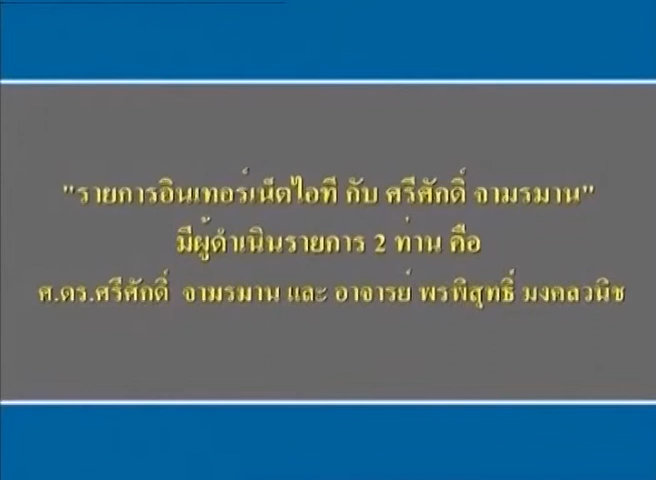 "รายการอินเทอร์เน็ตไอที กับ ศรีศักดิ์ จามรมาน"
มีผู้ดำเนินรายการ 2 ท่าน คือ
ศ.ดร.ศรีศักดิ์ จามรมาน และ อาจารย์ พรพิสุทธิ์ มงคลวนิช